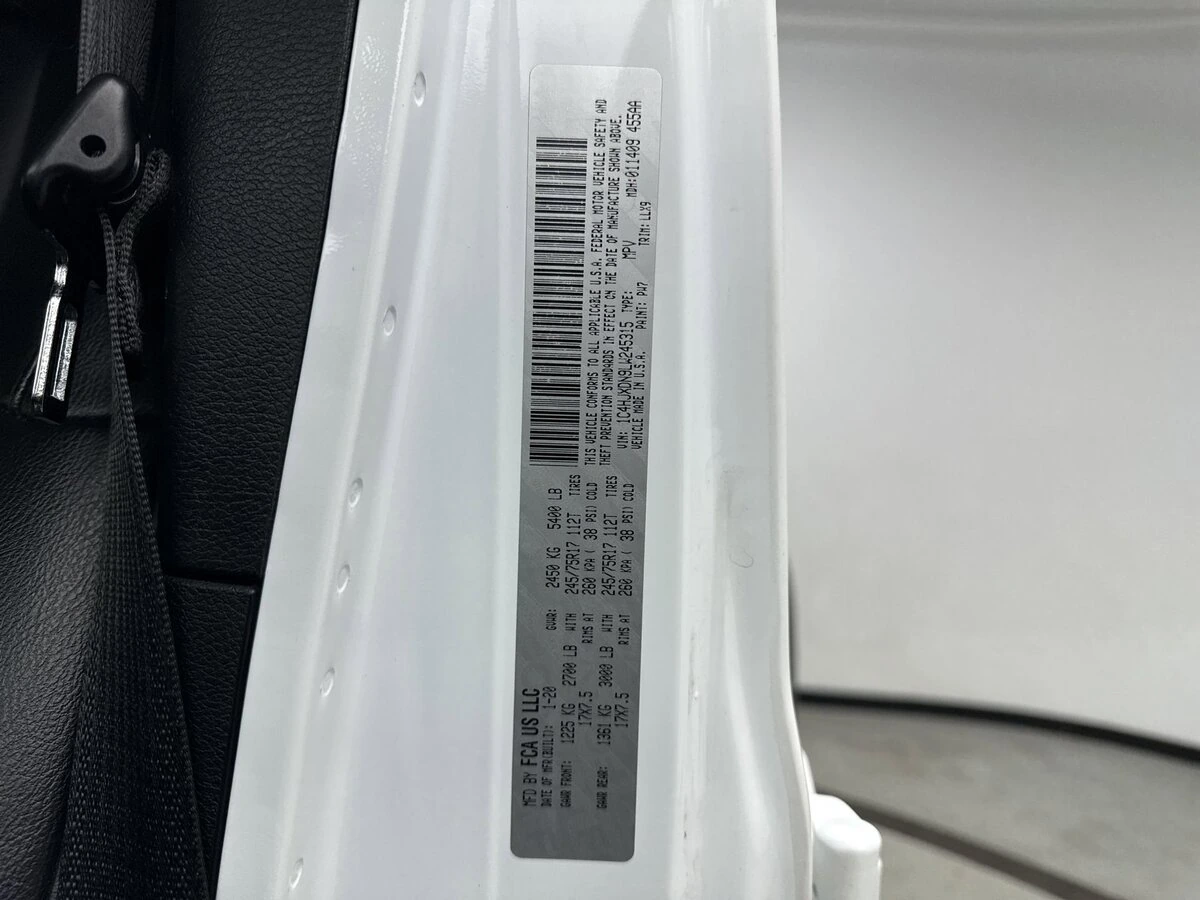 MFD BY FCA US LLC
DATE OF MFR(BUILT): 1-20 GVWR: 2450 KG 5400 LB
GAWR FRONT: 1225 KG 2700 LB WITH 245/75R17 112T TIRES
17X7.5 RIMS AT 260 KPA ( 38 PSI) COLD
GAWR REAR: 1361 KG 3000 LB WITH 245/75R17 112T TIRES
17X7.5 RIMS AT 260 KPA ( 38 PSI) COLD
THIS VEHICLE CONFORMS TO ALL APPLICABLE U.S.A. FEDERAL MOTOR VEHICLE SAFETY AND
THEFT PREVENTION STANDARDS IN EFFECT ON THE DATE OF MANUFACTURE SHOWN ABOVE.
VIN: 1C4HJXDN9LW245315 TYPE: MPV MDH:011409 455AA
VEHICLE MADE IN U.S.A. PAINT: PW7 TRIM: LLX9